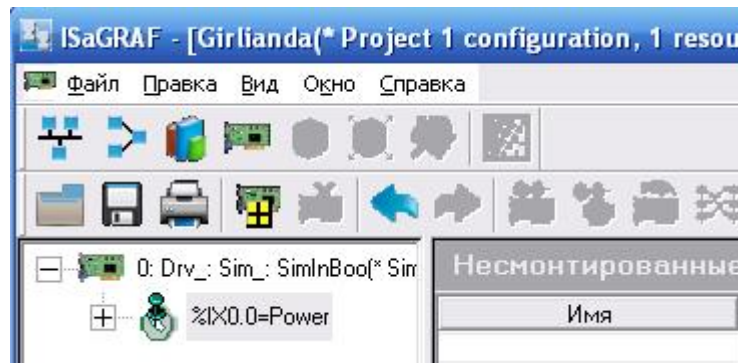 ISaGRAF - [Girlianda(* Project 1 configuration, 1 resou
Файл Правка Вид Окно Справка
0: Drv_: Sim_: SimInBoo(* Sim
%IX0.0=Power
Несмонтированные
Имя